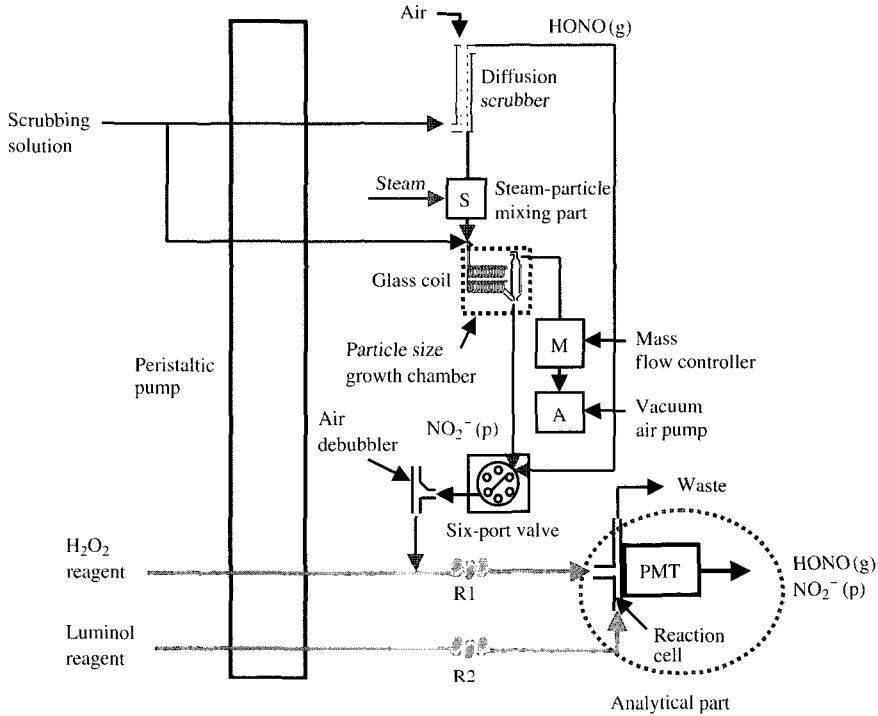 Air
HONO (g)
Diffusion
scrubber
Scrubbing
solution
Steam
S
Steam-particle
mixing part
Glass coil
Particle size
growth chamber
M
Mass
flow controller
Peristaltic
pump
A
Vacuum
air pump
Air
debubbler
NO₂⁻ (p)
Six-port valve
Waste
H₂O₂
reagent
R1
PMT
HONO (g)
NO₂⁻ (p)
Luminol
reagent
R2
Reaction
cell
Analytical part